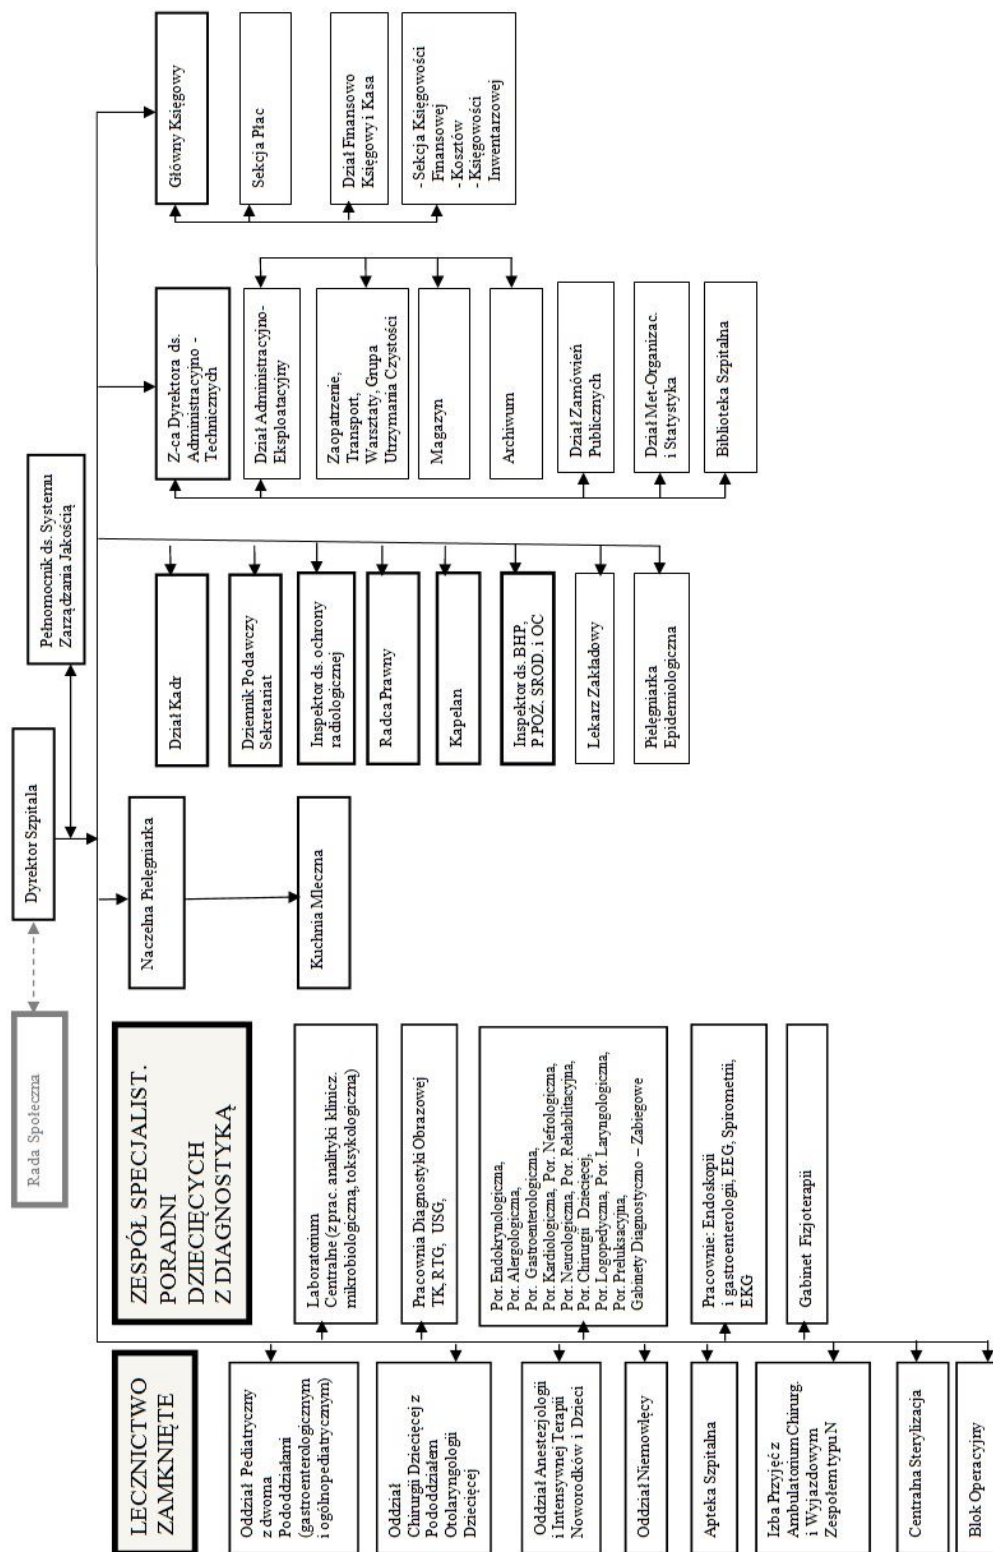 Rada Społeczna
Dyrektor Szpitala
Pełnomocnik ds. Systemu
Zarządzania Jakością
LECZNICTWO
ZAMKNIĘTE
Oddział Pediatryczny
z dwoma
Pododdziałami
(gastroenterologicznym
i ogólnopediatrycznym)
Oddział
Chirurgii Dziecięcej z
Pododdziałem
Otolaryngologii
Dziecięcej
Oddział Anestezjologii
i Intensywnej Terapii
Noworodków i Dzieci
Oddział Niemowlęcy
Apteka Szpitalna
Izba Przyjęć z
Ambulatorium Chirurg.
i Wyjazdowym
Zespołem typu N
Centralna Sterylizacja
Blok Operacyjny
ZESPÓŁ SPECJALIST.
PORADNI
DZIECIĘCYCH
Z DIAGNOSTYKĄ
Laboratorium
Centralne (z prac. analityki klinicz.
mikrobiologiczną, toksykologiczną)
Pracownia Diagnostyki Obrazowej
TK, RTG, USG,
Por. Endokrynologiczna,
Por. Alergologiczna,
Por. Gastroenterologiczna,
Por. Kardiologiczna, Por. Nefrologiczna,
Por. Neurologiczna, Por. Rehabilitacyjna,
Por. Chirurgii Dziecięcej,
Por. Logopedyczna, Por. Laryngologiczna,
Por. Preluksacyjna,
Gabinety Diagnostyczno – Zabiegowe
Pracownie: Endoskopii
i gastroenterologii, EEG, Spirometrii,
EKG
Gabinet Fizjoterapii
Naczelna Pielęgniarka
Kuchnia Mleczna
Dział Kadr
Dziennik Podawczy
Sekretariat
Inspektor ds. ochrony
radiologicznej
Radca Prawny
Kapelan
Inspektor ds. BHP,
P.POŻ. ŚROD. i OC
Lekarz Zakładowy
Pielęgniarka
Epidemiologiczna
Z-ca Dyrektora ds.
Administracyjno -
Technicznych
Dział Administracyjno-
Eksploatacyjny
Zaopatrzenie,
Transport,
Warsztaty, Grupa
Utrzymania Czystości
Magazyn
Archiwum
Dział Zamówień
Publicznych
Dział Met-Organizac.
i Statystyka
Biblioteka Szpitalna
Główny Księgowy
Sekcja Płac
Dział Finansowo
Księgowy i Kasa
- Sekcja Księgowości
Finansowej
- Kosztów
- Księgowości
Inwentarzowej